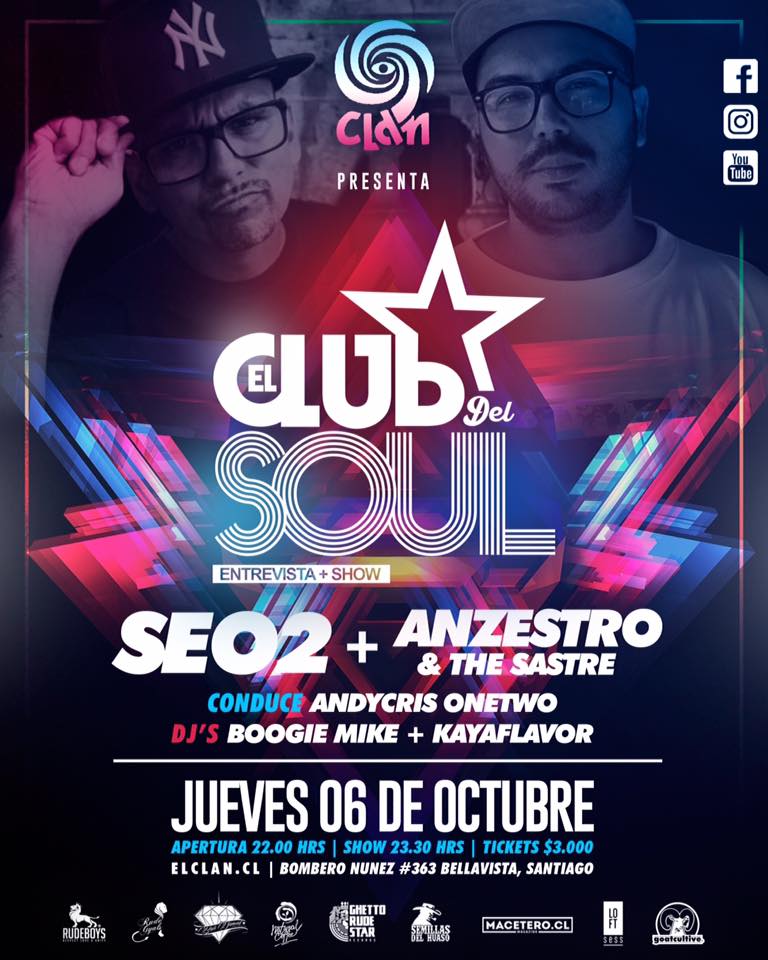 NY
CLan
PRESENTA
You
Tube
EL CLUB
Del
SOUL
ENTREVISTA + SHOW
SEO2 + ANZESTRO
& THE SASTRE
CONDUCE ANDYCRIS ONETWO
DJ'S BOOGIE MIKE + KAYAFLAVOR
JUEVES 06 DE OCTUBRE
APERTURA 22.00 HRS | SHOW 23.30 HRS | TICKETS $3.000
ELCLAN.CL | BOMBERO NUNEZ #363 BELLAVISTA, SANTIAGO
RUDEBOYS
GHETTO
RUDE
STAR
RECORDS
SEMILLAS
DEL HUASO
MACETERO.CL
LO
FT
sess
goatcultive